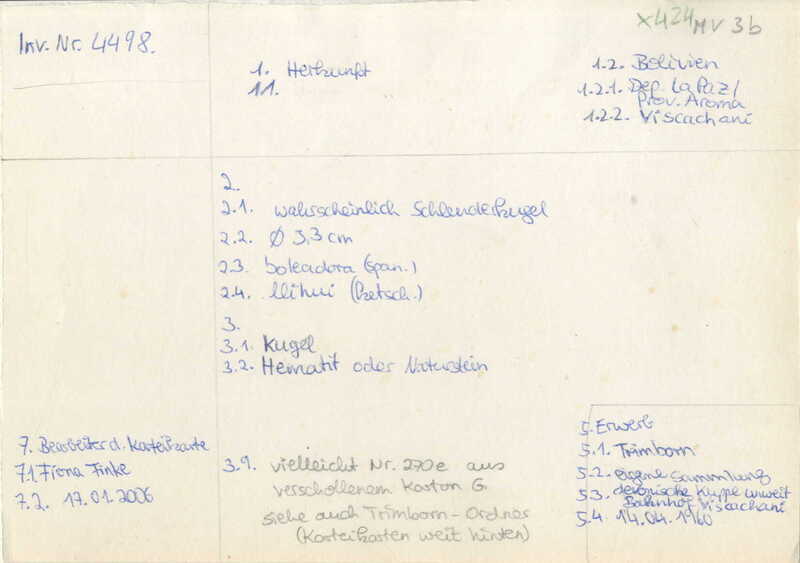 Inv. Nr. 4498.
x424 MV 3b
1. Herkunft
1.1.
1.2. Bolivien
1.2.1. Dep. La Paz/
Prov. Aroma
1.2.2. Viscachani
2.
2.1. wahrscheinlich Schleuderkugel
2.2. Ø 3,3 cm
2.3. boleadora (span.)
2.4. llihui (Ketsch.)
3.
3.1. Kugel
3.2. Hematit oder Naturstein
3.9. vielleicht Nr. 270e aus
verschollenem Karton G.
siehe auch Trimborn-Ordner
(Karteikasten weit hinten)
7. Bearbeiter d. Karteikarte
7.1 Frona Finke
7.2. 17.01.2006
5. Erwerb
5.1. Trimborn
5.2. eigene Sammlung
5.3. devonische Kuppe unweit
Bahnhof Viscachani
5.4. 14.04.1960